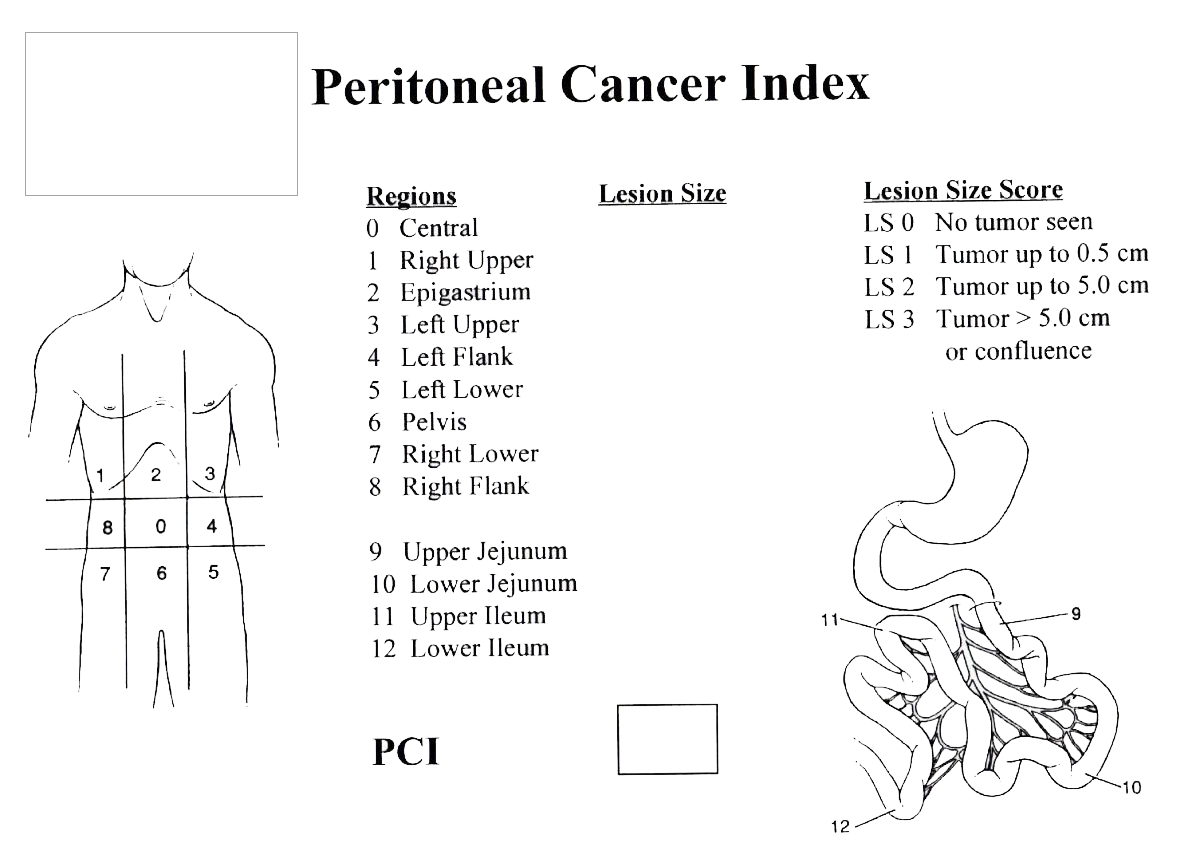 Peritoneal Cancer Index
Regions
0 Central
1 Right Upper
2 Epigastrium
3 Left Upper
4 Left Flank
5 Left Lower
6 Pelvis
7 Right Lower
8 Right Flank
9 Upper Jejunum
10 Lower Jejunum
11 Upper Ileum
12 Lower Ileum
PCI
Lesion Size
Lesion Size Score
LS 0 No tumor seen
LS 1 Tumor up to 0.5 cm
LS 2 Tumor up to 5.0 cm
LS 3 Tumor > 5.0 cm
or confluence
1 2 3
8 0 4
7 6 5
11
9
10
12